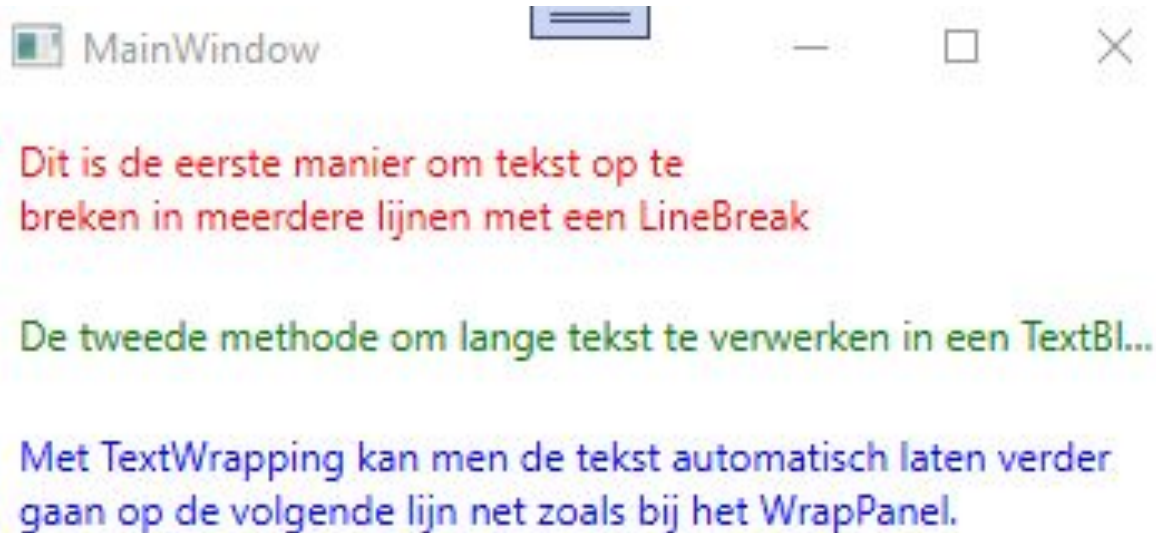 MainWindow
Dit is de eerste manier om tekst op te
breken in meerdere lijnen met een LineBreak
De tweede methode om lange tekst te verwerken in een TextBl...
Met TextWrapping kan men de tekst automatisch laten verder
gaan op de volgende lijn net zoals bij het WrapPanel.